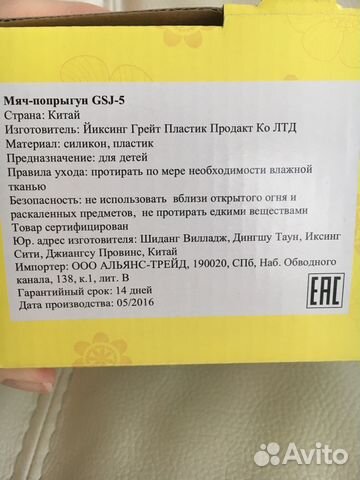 Мяч-попрыгун GSJ-5
Страна: Китай
Изготовитель: Йиксинг Грейт Пластик Продакт Ко ЛТД
Материал: силикон, пластик
Предназначение: для детей
Правила ухода: протирать по мере необходимости влажной
тканью
Безопасность: не использовать вблизи открытого огня и
раскаленных предметов, не протирать едкими веществами
Товар сертифицирован
Юр. адрес изготовителя: Шиданг Вилладж, Дингшу Таун, Иксинг
Сити, Джиангсу Провинс, Китай
Импортер: ООО АЛЬЯНС-ТРЕЙД, 190020, СПб, Наб. Обводного
канала, 138, к.1, лит. В
Гарантийный срок: 14 дней
Дата производства: 05/2016
EAC
Avito